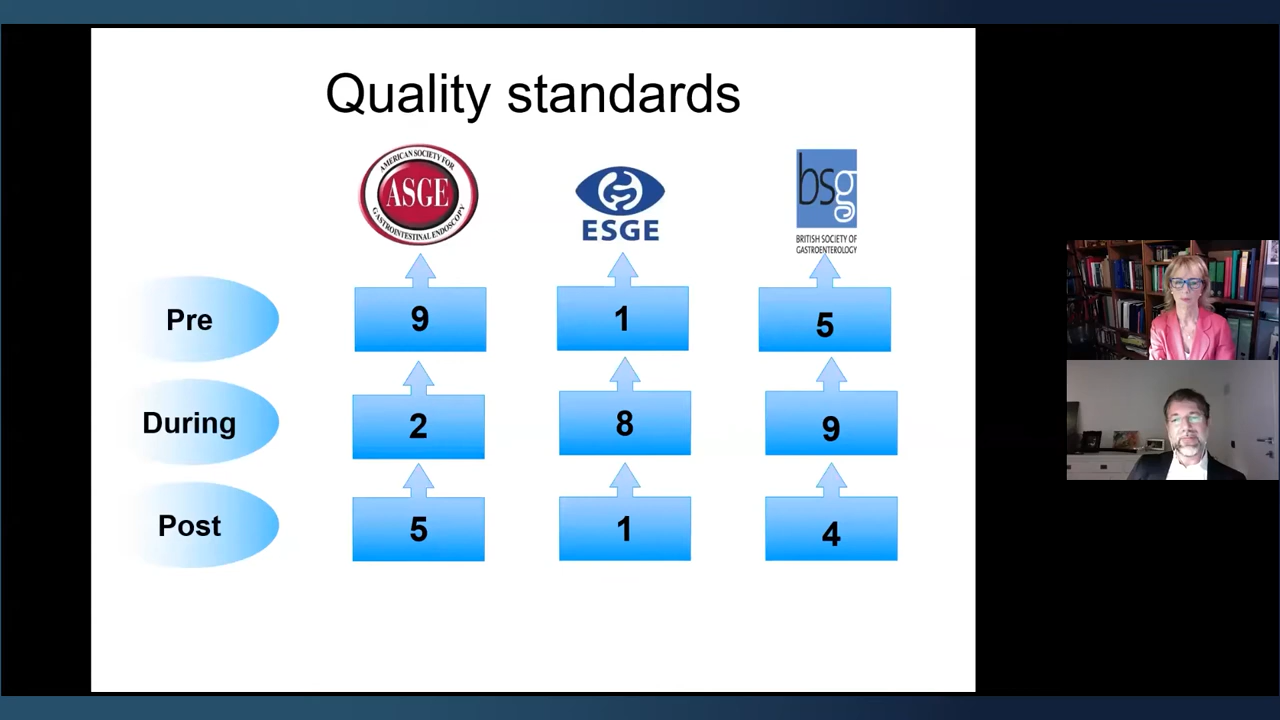 Quality standards
AMERICAN SOCIETY FOR
ASGE
GASTROINTESTINAL ENDOSCOPY
ESGE
bsg
BRITISH SOCIETY OF
GASTROENTEROLOGY
Pre
9
1
5
During
2
8
9
Post
5
1
4